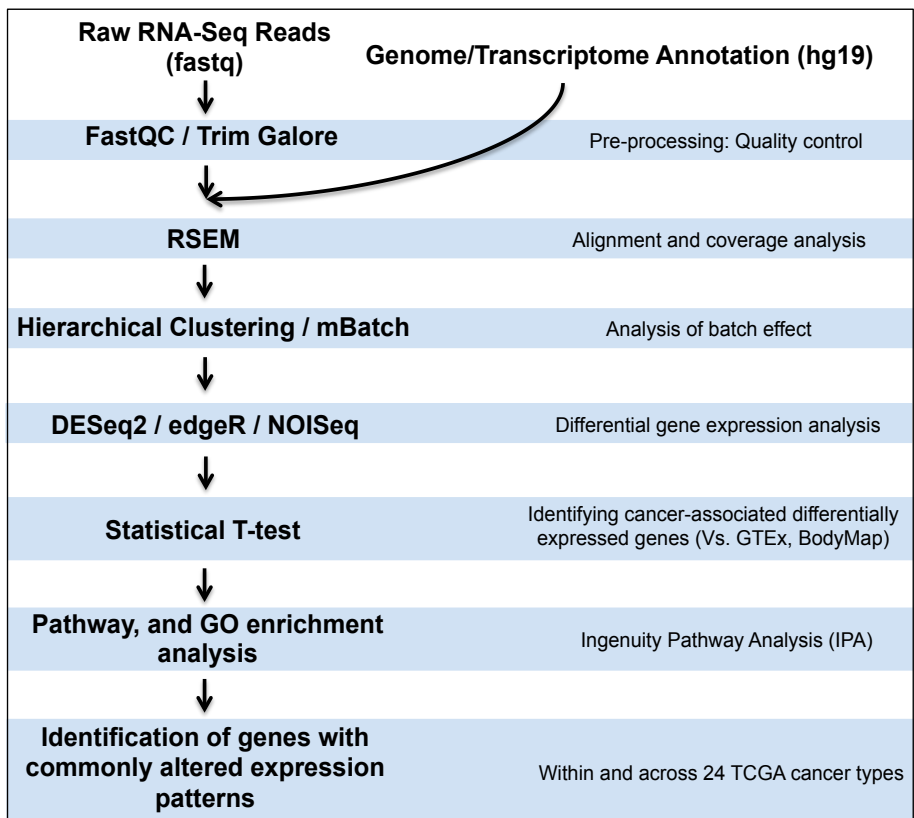 Raw RNA-Seq Reads
(fastq)
Genome/Transcriptome Annotation (hg19)
FastQC / Trim Galore
Pre-processing: Quality control
RSEM
Alignment and coverage analysis
Hierarchical Clustering / mBatch
Analysis of batch effect
DESeq2 / edgeR / NOISeq
Differential gene expression analysis
Statistical T-test
Identifying cancer-associated differentially
expressed genes (Vs. GTEx, BodyMap)
Pathway, and GO enrichment
analysis
Ingenuity Pathway Analysis (IPA)
Identification of genes with
commonly altered expression
patterns
Within and across 24 TCGA cancer types